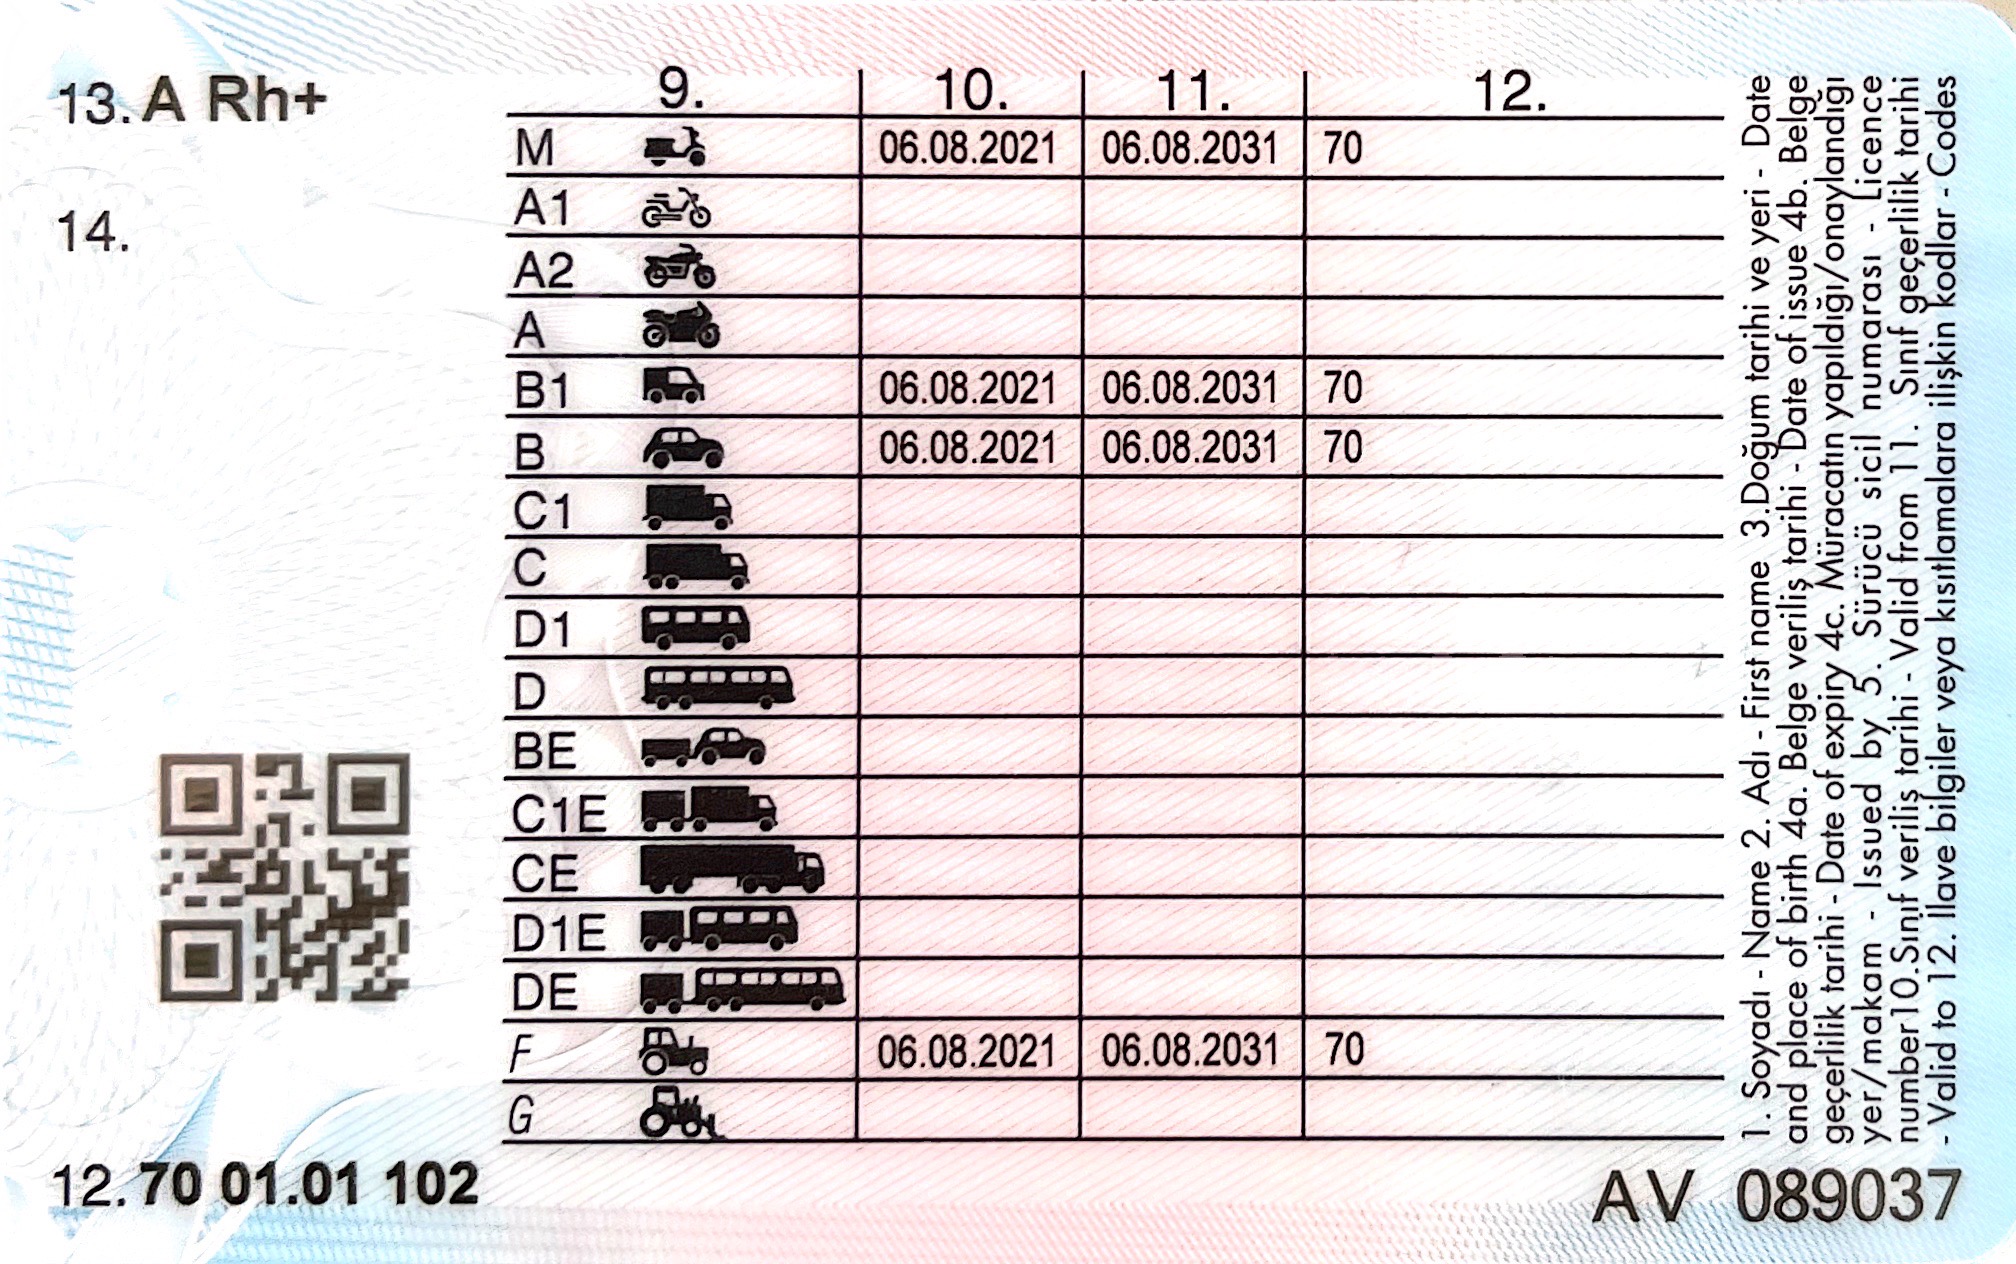 13. A Rh+
14.
9. 10. 11. 12.
M 06.08.2021 06.08.2031 70
A1
A2
A
B1 06.08.2021 06.08.2031 70
B 06.08.2021 06.08.2031 70
C1
C
D1
D
BE
C1E
CE
D1E
DE
F 06.08.2021 06.08.2031 70
G
12. 70 01.01 102
AV 089037
1. Soyadı - Name 2. Adı - First name 3.Doğum tarihi ve yeri - Date
and place of birth 4a. Belge veriliş tarihi - Date of issue 4b. Belge
geçerlilik tarihi - Date of expiry 4c. Müracatın yapıldığı/onaylandığı
yer/makam - Issued by 5. Sürücü sicil numarası - Licence
number10.Sınıf veriliş tarihi - Valid from 11. Sınıf geçerlilik tarihi
- Valid to 12. İlave bilgiler veya kısıtlamalara ilişkin kodlar - Codes